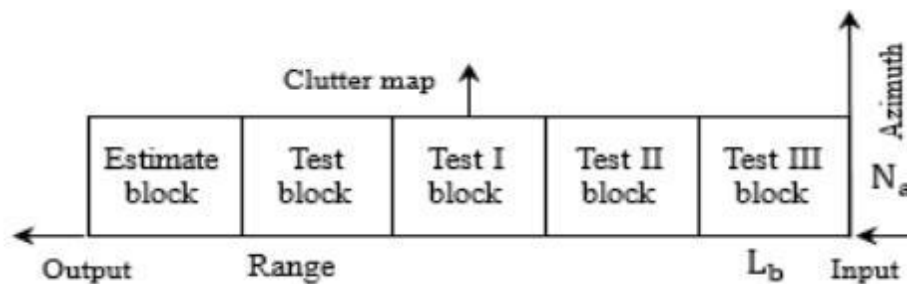 Clutter map
Azimuth
Estimate
block
Test
block
Test I
block
Test II
block
Test III
block
N_a
Output
Range
L_b
Input